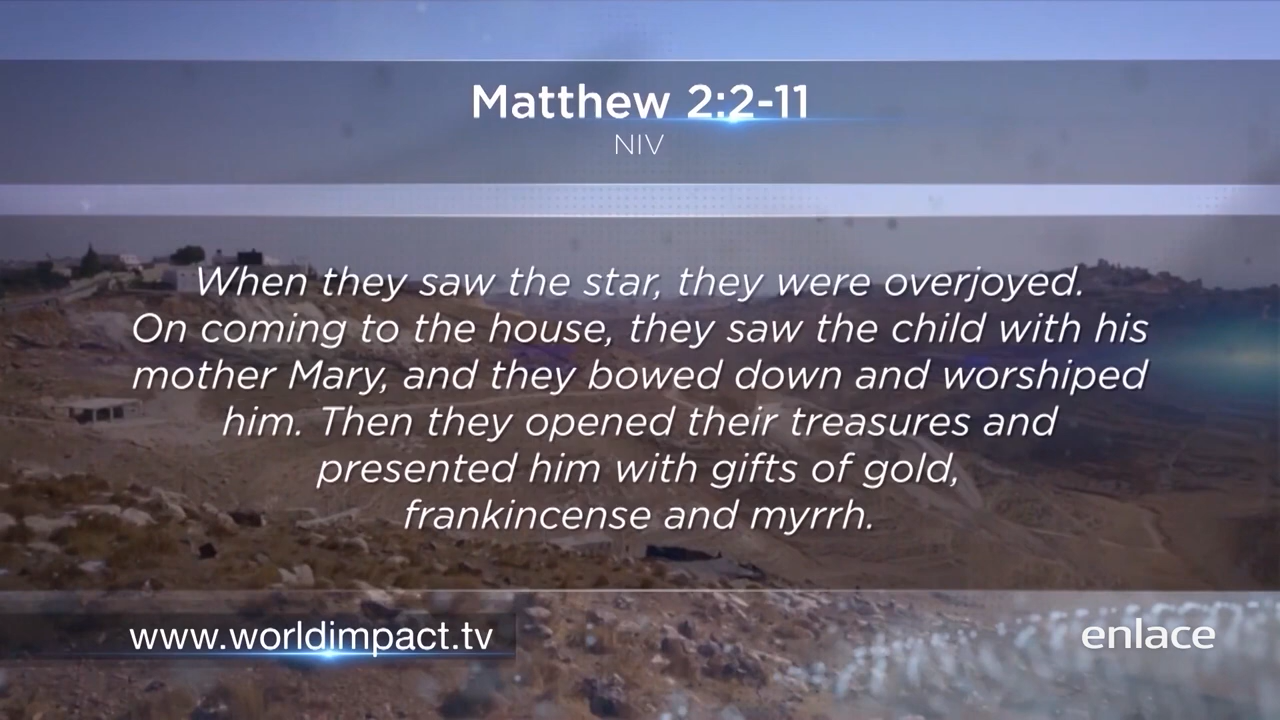 Matthew 2:2-11
NIV
When they saw the star, they were overjoyed.
On coming to the house, they saw the child with his
mother Mary, and they bowed down and worshiped
him. Then they opened their treasures and
presented him with gifts of gold,
frankincense and myrrh.
www.worldimpact.tv
enlace